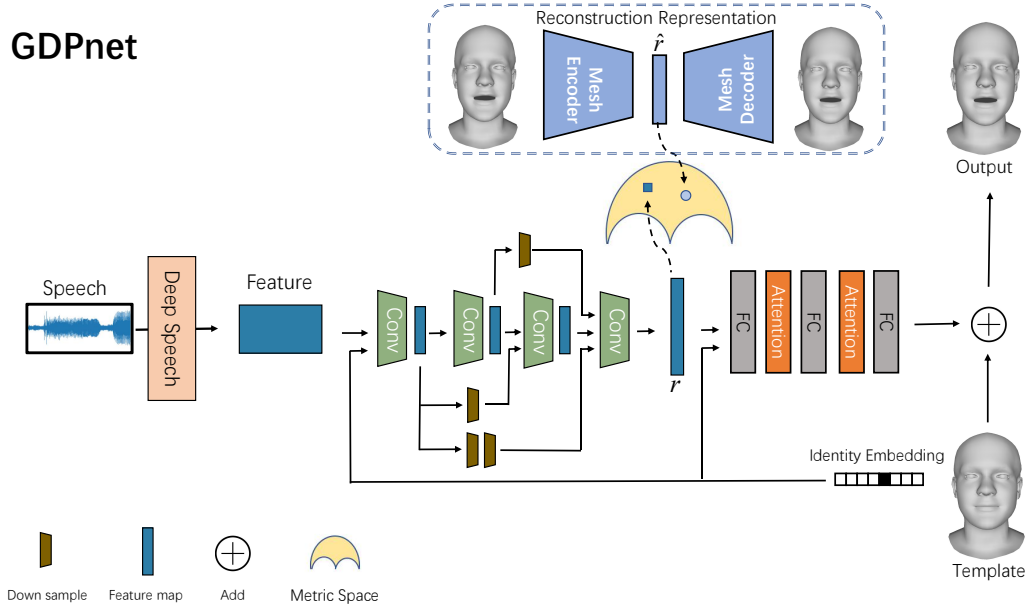 GDPnet
Reconstruction Representation
r̂
Mesh
Encoder
Mesh
Decoder
Output
Speech
Deep Speech
Feature
Conv
Conv
Conv
Conv
r
FC
Attention
FC
Attention
FC
Identity Embedding
Template
Down sample
Feature map
Add
Metric Space